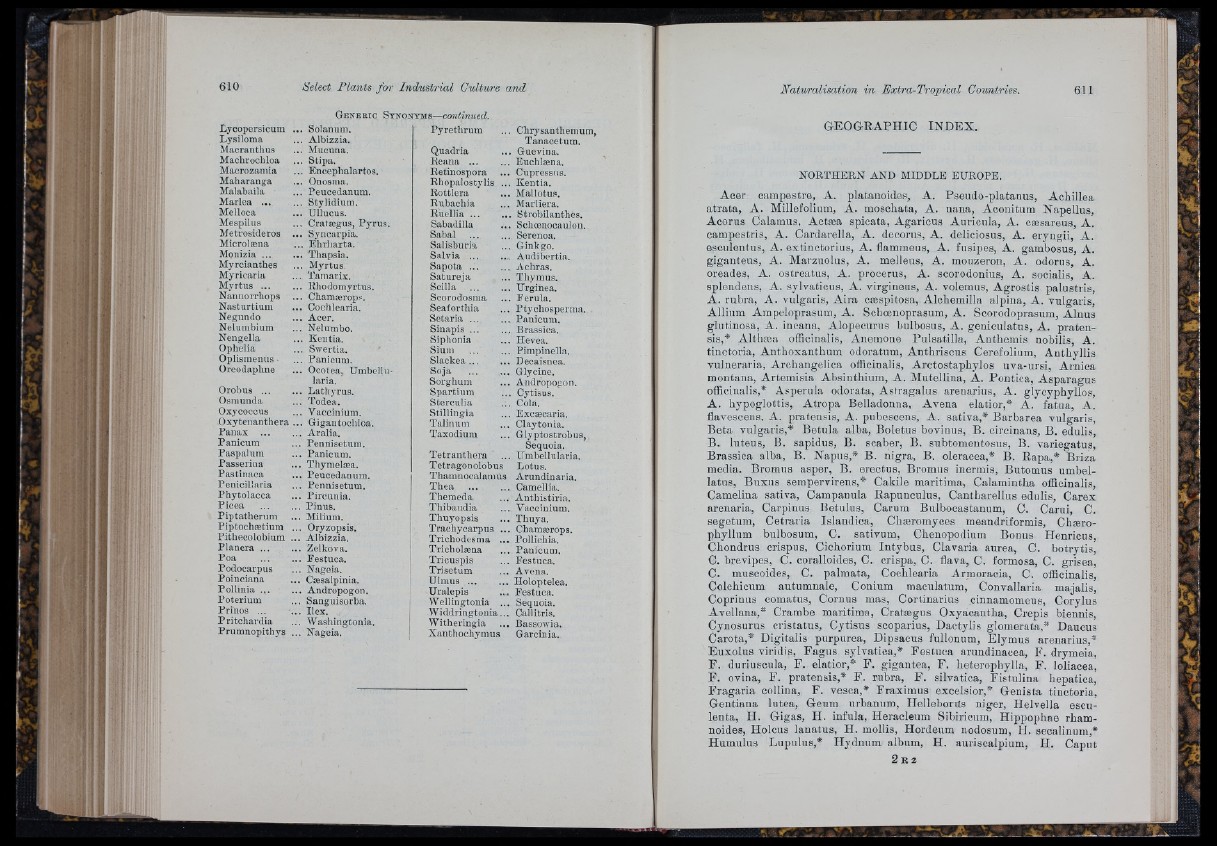 610 Select Plants for Industrial Culture and
GENERIC SYNONYMS—continued.
Lycopersicum ... Solanum.
Lysiloma ... Albizzia.
Macranthus ... Mucuna.
Machrochloa ... Stipa.
Macrozamia ... Encephalartos.
Maharanga ... Onosma.
Malabaila ... Peucedanum.
Marlea ... ... Stylidium.
Melloca ... Ullucus.
Mespilus ... Cratægus, Pyrus.
Metrosideros ... Syncarpia.
Microlæna ... Ehrharta.
Monizia ... ... Thapsia.
Myrcianthes ... Myrtus.
Myricaria ... Tamarix.
Myrtus ... ... Rhodomyrtus.
Nannorrhops ... Chamærops.
Nasturtium ... Cochlearia.
Negundo ... Acer.
Nelumbium ... Nelumbo.
Nengella ... Kentia.
Ophelia ... Swertia.
Oplismenus ... Panicum.
Oreodaphne ... Ocotea, Umbellu-
laria.
Orobus ... ... Lathyrus.
Osmunda ... Todea.
Oxycoccus ... Vaccinium.
Oxytenanthera ... Gigantochloa.
Panax ... ... Aralia.
Panicum ... Pennisetum.
Paspalum ... Panicum.
Passerina ... Thymelæa.
Pastinaca ... Peucedanum.
Penicillaria ... Pennisetum.
Phytolacca ... Pircunia.
Picea ... ... Pinus.
Piptatherum ... Milium.
Piptochætium ... Oryzopsis.
Pithecolobium ... Albizzia.
Planera ... ... Zelkova.
Poa ... ... Festuca.
Podocarpus ... Nageia.
Poinciana ... Cæsalpinia.
Pollinia ... ... Andropogon.
Poterium ... Sanguisorba.
Prinos ... ... Ilex.
Pritchardia ... Washingtonia.
Prumnopithys ... Nageia.
Pyrethrum ... Chrysanthemum,
Tanacetum.
Quadria ... Guevina.
Reana ... ... Euchlæna.
Retinospora ... Cupressus.
Rhopalostylis ... Kentia.
Rottlera ... Mallotus.
Rubachia ... Marliera.
Ruellia ... ... Strobilanthes.
Sabadilla ... Schœnocaulon.
Sabal ... ... Serenoa.
Salisburia ... Ginkgo.
Salvia ... ... Audibertia.
Sapota ... ... Achras.
Satureja ... Thymus.
Scilla ... ... Urginea.
Scorodosma ... Ferula.
Seaforthia ... Ptychosperma.
Setaria ... ... Panicum.
Sinapis ... ... Brassica.
Siphonia ... Hevea.
Sium ... ... Pimpinella.
Slackea ... ... Decaisnea.
Soja ... ... Glycine.
Sorghum ... Andropogon.
Spartium ... Cytisus.
Sterculia ... Cola.
Stillingia ... Excæcaria.
Talinum ... Claytonia.
Taxodium ... Glyptostrobus,
Sequoia.
Tetranthera ... Umbellularia.
Tetragonolobus Lotus.
Thamnocalamus Arundinaria.
Thea ... ... Camellia.
Themeda ... Anthistiria.
Thibaudia ... Vaccinium.
Thuyopsis ... Thuya.
Trachycarpus ... Chamærops.
Trichodesma ... Pollichia.
Tricholæna ... Panicum.
Tricuspis ... Festuca.
Trisetum ... Avena.
Ulmus ... ... Holoptelea.
Uralepis ... Festuca.
Wellingtonia ... Sequoia.
Widdringtonia... Callitris.
Witheringia ... Bassowia.
Xanthochymus Garcinia.
Naturalisation in Extra-Tropical Countries. 611
GEOGRAPHIC INDEX.
NORTHERN AND MIDDLE EUROPE.
Acer campestre, A. platanoides, A. Pseudo-platanus, Achillea
atrata, A. Millefolium, A. moschata, A. nana, Aconitum Napellus,
Acorus Calamus, Actæa spicata, Agaricus Auricula, A. cæsareus, A.
campestris, A. Cardarella, A. decorus, A. deliciosus, A. eryngii, A.
esculentus, A. extinctorius, A. flammeus, A. fusipes, A. gambosus, A.
giganteus, A. Marzuolus, A. melleus, A. mouzeron, A. odorus, A.
oreades, A. ostreatus, A. procerus, A. scorodonius, A. socialis, A.
splendens, A. sylvaticus, A. virgineus, A. volemus, Agrostis palustris,
A. rubra, A. vulgaris, Aira cæspitosa, Alchemilla alpina, A. vulgaris,
Allium Ampeloprasum, A. Schœnoprasum, A. Scorodoprasum, Alnus
glutinosa, A. incana, Alopecurus bulbosus, A. geniculatus, A. praten-
sis,* Althæa officinalis, Anemone Pulsatilla, Anthemis nobilis, A.
tinctoria, Anthoxanthum odoratum, Anthriscus Cerefolium, Anthyllis
vulneraria, Archangelica officinalis, Arctostaphylos uva-ursi, Arnica
montana, Artemisia Absinthium, A. Mutellina, A. Pontica, Asparagus
officinalis,* Asperula odorata, Astragalus arenarius, A. glycyphyllos,
A. hypoglottis, Atropa Belladonna, Avena elatior,* A. fatua, A.
flavescens, A. pratensis, A. pubescens, A. sativa,* Barbarea vulgaris,
Beta vulgaris,* Betula alba, Boletus bovinus, B. circinans, B. edulis,
B. luteus, B. sapidus, B. scaber, B. subtomentosus, B. variegatus,
Brassica alba, B. Napus,* B. nigra, B. oleracea,* B. Rapa,* Briza
media. Bromus asper, B. erectus, Bromus inermis, Butomus umbel-
latus, Buxus sempervirens,* Cakile maritima, Calamintha officinalis,
Camelina sativa, Campanula Rapunculus, Cantharellus edulis, Carex
arenaria, Carpinus Betulus, Carum Bulbocastanum, C. Carui, C.
segetum, Cetraria Islandica, Chæromyces meandriformis, Chæro-
phyllum bulbosum, C. sativum, Chenopodium Bonus Henricus,
Chondrus crispus, Cichorium Intybus, Clavaria aurea, C. botrytis,
C. brevipes, C. coralloides, C. crispa, C. flava, C. formosa, C. grisea,
C. muscoides, C. palmata, Cochlearia Armoracia, C. officinalis,
Colchicum autumnale, Conium maculatum, Convallaria majalis,
Coprinus comatus, Cornus mas, Cortinarius cinnamomeus, Corylus
Avellana,* Crambe maritima, Cratægus Oxyacantha, Crepis biennis,
Cynosurus cristatus, Cytisus scoparius, Dactylis glomerata,* Daucus
Carota,* Digitalis purpurea, Dipsacus fullonum, Elymus arenarius,*
Euxolus viridis, Fagus sylvatica,* Festuca arundinacea, F. drymeia,
F. duriuscula, F. elatior,* F. gigantea, F. heterophylla, F. loliacea,
F. ovina, F. pratensis,* F. rubra, F. silvatica, Fistulina hepatica,
Fragaria collina, F. vesca,* Fraximus excelsior,* Genista tinctoria,
Gentiana lutea, Geum urbanum, Helleborus niger, Helvella escu-
lenta, H. Gigas, H. infula, Heracleum Sibiricum, Hippophae rham-
noides, Holcus lanatus, H. mollis, Hordeum nodosum, H. secalinum,*
Humulus Lupulus,* Hydnum album, H. auriscalpium, H. Caput
2 R 2